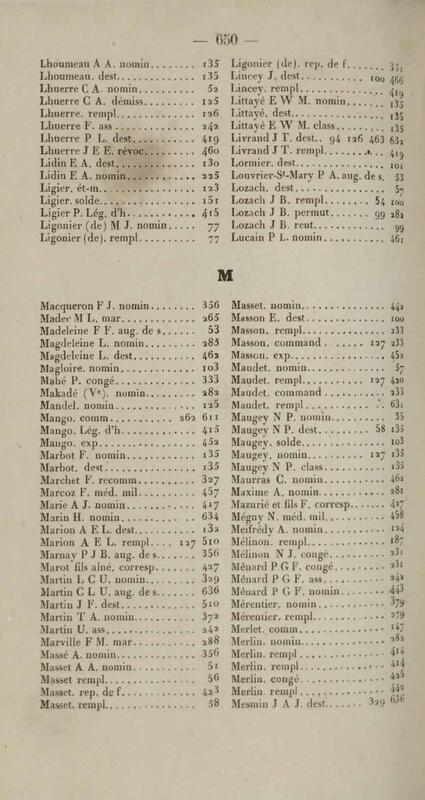 — 650 —
Lhoumeau A A. nomin........ 135
Lhoumeau. dest............. 135
Lhuerre C A. nomin......... 52
Lhuerre C A. démiss........ 125
Lhuerre. rempl............. 126
Lhuerre F. ass............. 242
Lhuerre P L. dest.......... 419
Lhuerre J E E. révoc....... 460
Lidin E A. dest............ 130
Lidin E A. nomin........... 225
Ligier. ét-m............... 123
Ligier. solde.............. 151
Ligier P. Lég. d'h......... 415
Ligonier (de) M J. nomin... 77
Ligonier (de). rempl....... 77
Ligonier (de). rep. de f....... 351
Lincey J. dest............. 100 466
Lincey. rempl.............. 419
Littayé E W M. nomin....... 135
Littayé. dest.............. 135
Littayé E W M. class....... 135
Livrand J T. dest.. 94 126 463 632
Livrand J T. rempl......... 419
Lormier. dest.............. 101
Louvrier-St-Mary P A. aug. de s. 53
Lozach. dest............... 57
Lozach J B. rempl....... 54 100
Lozach J B. permut...... 99 282
Lozach J B. rent........... 99
Lucain P L. nomin.......... 461
M
Macqueron F J. nomin....... 356
Madec M L. mar............. 265
Madeleine F F. aug. de s... 53
Magdeleine L. nomin........ 285
Magdeleine L. dest......... 462
Magloire. nomin............ 103
Mahé P. congé.............. 333
Makadé (Ve). nomin......... 282
Mandel. nomin.............. 125
Mango. comm............ 262 611
Mango. Lég. d'h............ 415
Mango. exp................. 452
Marbot F. nomin............ 135
Marbot. dest............... 135
Marchet F. recomm.......... 327
Marcoz F. méd. mil......... 457
Marie A J. nomin........... 417
Marin H. nomin............. 634
Marion A E L. dest......... 132
Marion A E L. rempl.... 127 510
Marnay P J B. aug. de s.... 356
Marot fils aîné. corresp... 427
Martin L C U. nomin........ 329
Martin C L U. aug. de s.... 636
Martin J F. dest........... 510
Martin T A. nomin.......... 372
Martin U. ass.............. 242
Marville F M. mar.......... 288
Massé A. nomin............. 356
Masset A A. nomin.......... 51
Masset rempl............... 56
Masset. rep. de f.......... 423
Masset. rempl.............. 58
Masset. nomin.............. 442
Masson E. dest............. 100
Masson. rempl.............. 233
Masson. command........ 127 233
Masson. exp................ 452
Maudet. nomin.............. 57
Maudet. rempl.......... 127 420
Maudet. command............ 233
Maudet. rempl.............. 631
Maugey N P. nomin.......... 35
Maugey N P. dest........ 58 135
Maugey. solde.............. 103
Maugey. nomin.......... 127 135
Maugey N P. class.......... 135
Maurras C. nomin........... 462
Maxime A. nomin............ 281
Mazurié et fils F. corresp. 427
Mégny N. méd. mil.......... 458
Meifrédy A. nomin.......... 124
Mélinon. rempl............. 187
Mélinon N J. congé......... 231
Ménard P G F. congé........ 231
Ménard P G F. ass.......... 242
Ménard P G F. nomin........ 443
Mérentier. nomin........... 379
Mérentier. rempl........... 379
Merlet. comm............... 147
Merlin. nomin.............. 282
Merlin. rempl.............. 414
Merlin. rempl.............. 414
Merlin. congé.............. 425
Merlin rempl............... 442
Mesmin J A J. dest..... 329 636